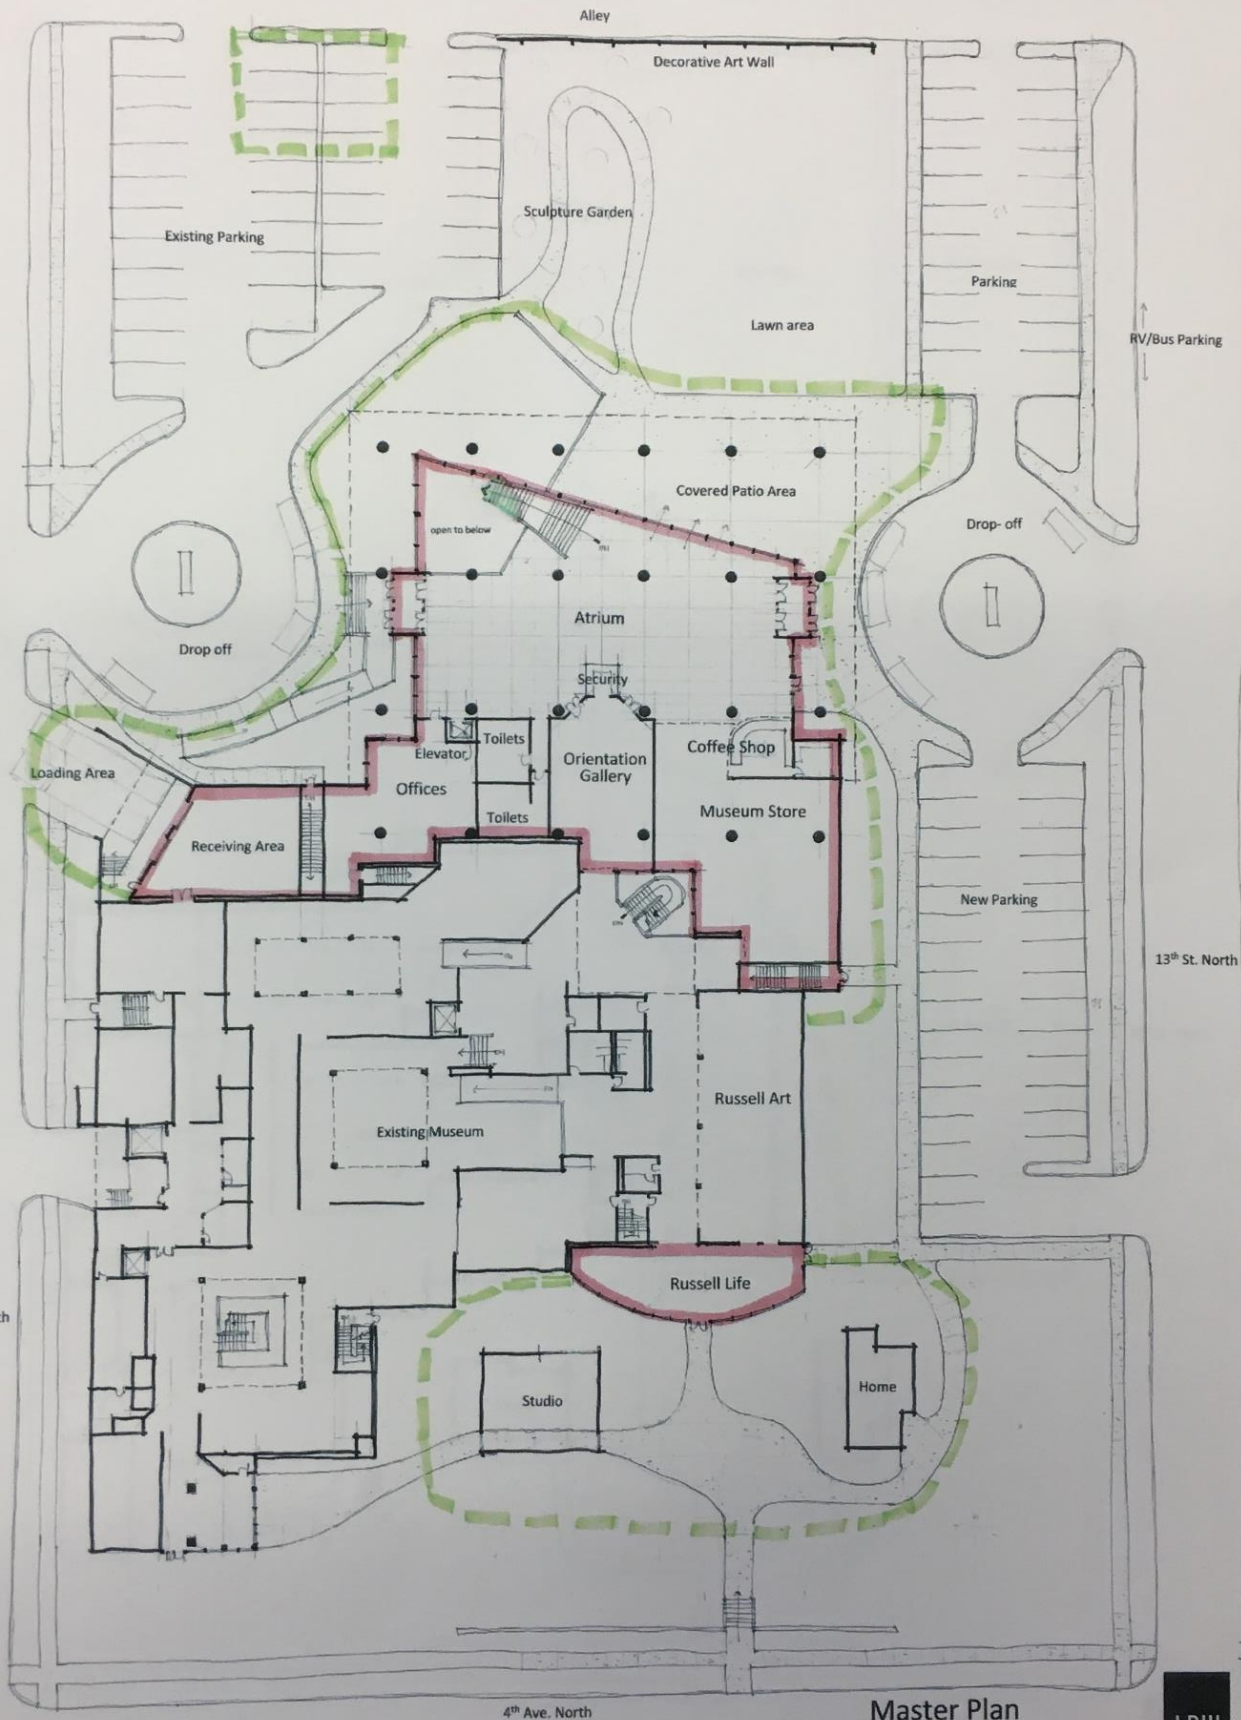 Alley
Decorative Art Wall
Sculpture Garden
Existing Parking
Parking
Lawn area
RV/Bus Parking
Covered Patio Area
open to below
Drop- off
Atrium
Drop off
Security
Toilets
Elevator
Coffee Shop
Orientation
Gallery
Loading Area
Offices
Museum Store
Toilets
Receiving Area
New Parking
13th St. North
Russell Art
Existing Museum
Russell Life
Studio
Home
4th Ave. North
Master Plan